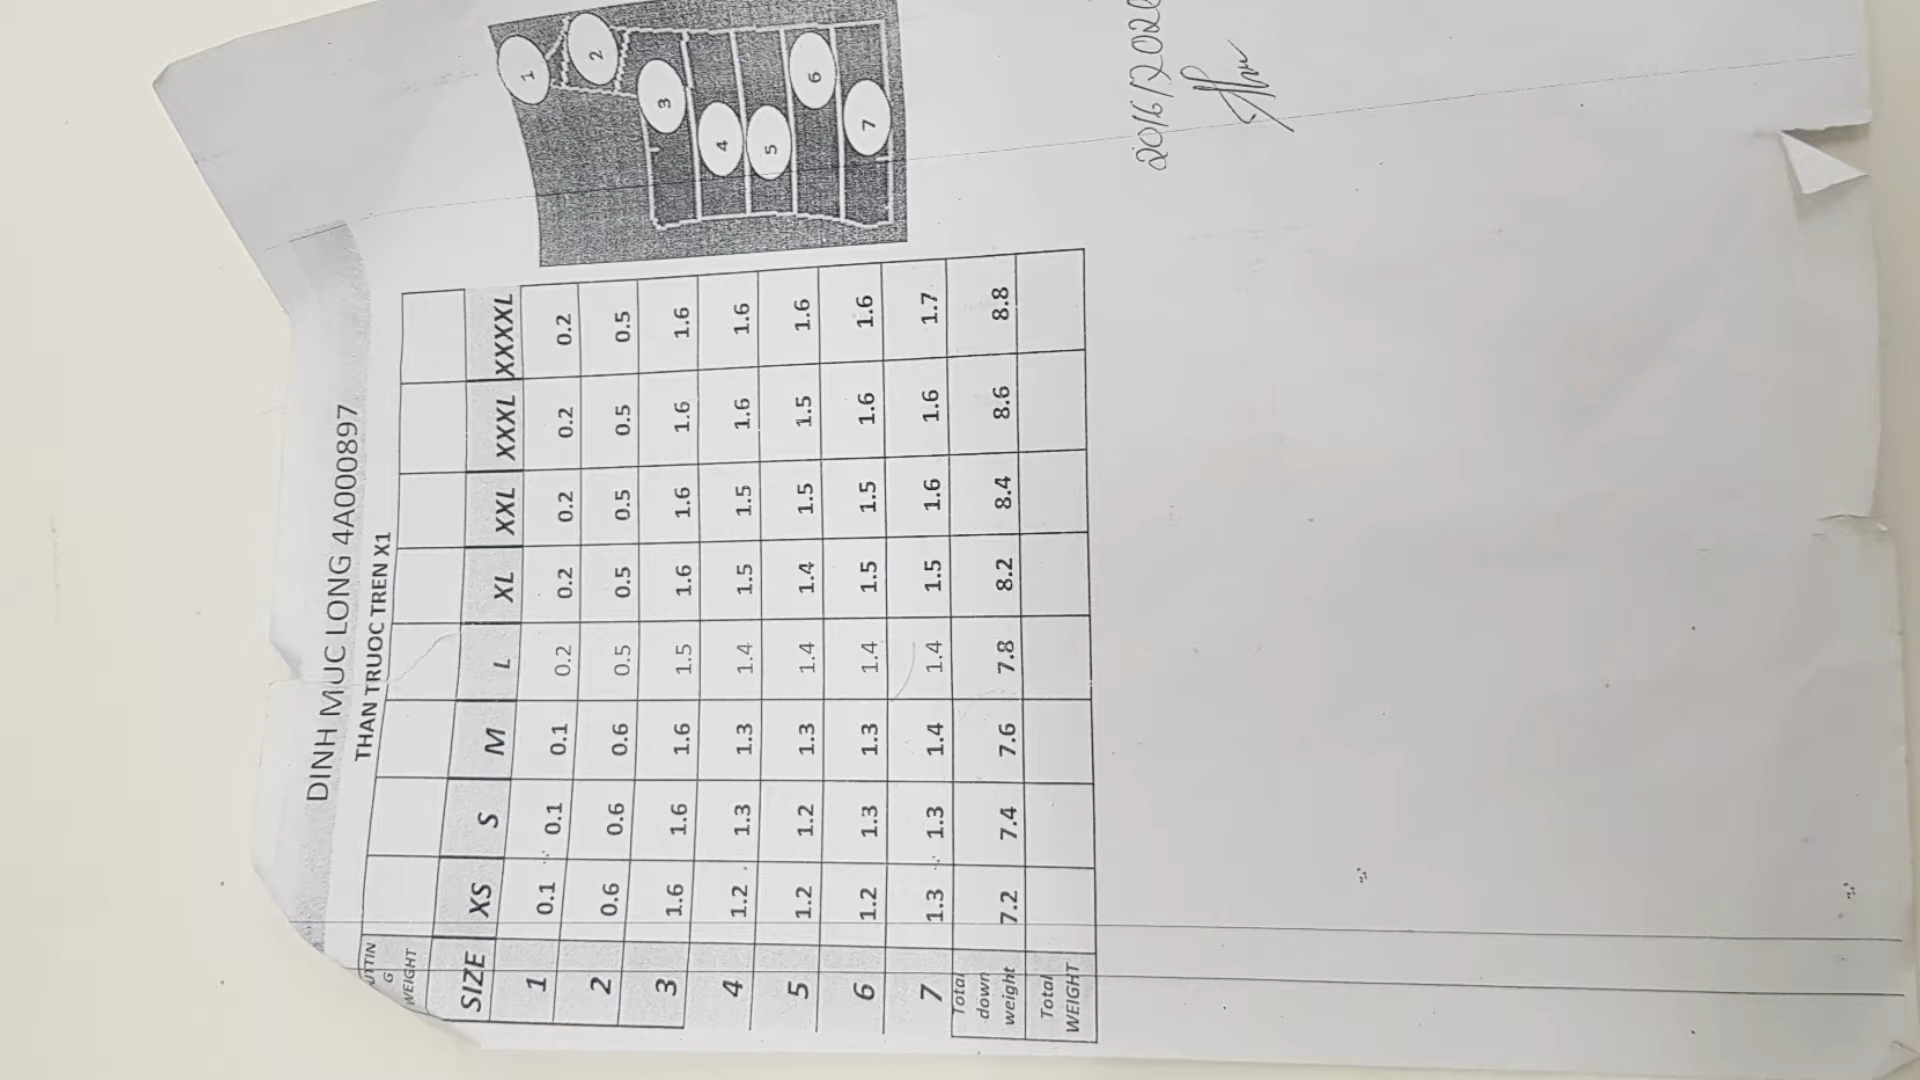 DINH MUC LONG 4A000897
THAN TRUOC TREN X1
UTTIN
G
WEIGHT
SIZE XS S M L XL XXL XXXL XXXXL
1 0.1 0.1 0.1 0.2 0.2 0.2 0.2 0.2
2 0.6 0.6 0.6 0.5 0.5 0.5 0.5 0.5
3 1.6 1.6 1.6 1.5 1.6 1.6 1.6 1.6
4 1.2 1.3 1.3 1.4 1.5 1.5 1.6 1.6
5 1.2 1.2 1.3 1.4 1.4 1.5 1.5 1.6
6 1.2 1.3 1.3 1.4 1.5 1.5 1.6 1.6
7 1.3 1.3 1.4 1.4 1.5 1.6 1.6 1.7
Total
down
weight 7.2 7.4 7.6 7.8 8.2 8.4 8.6 8.8
Total
WEIGHT
1
2
3
4
5
6
7